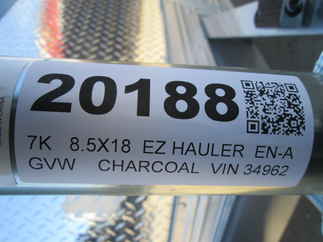 20188
7K 8.5X18 EZ HAULER EN-A
GVW CHARCOAL VIN 34962